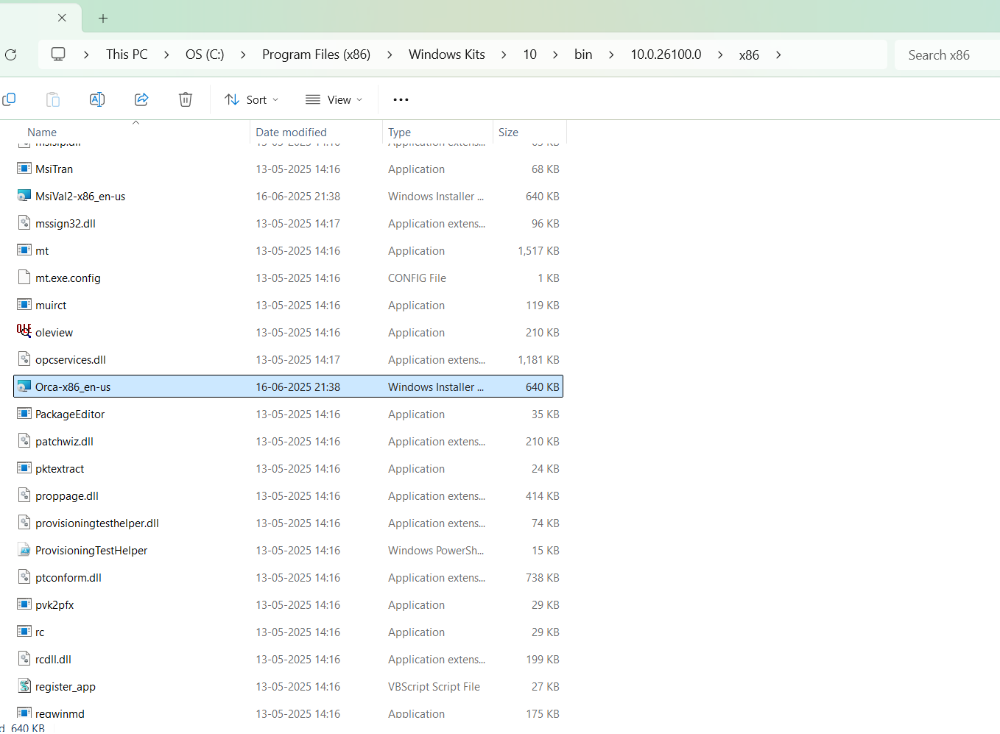 This PC > OS (C:) > Program Files (x86) > Windows Kits > 10 > bin > 10.0.26100.0 > x86 >
Search x86
Sort
View
Name Date modified Type Size
MsiTran 13-05-2025 14:16 Application 68 KB
MsiVal2-x86_en-us 16-06-2025 21:38 Windows Installer ... 640 KB
mssign32.dll 13-05-2025 14:17 Application extens... 96 KB
mt 13-05-2025 14:16 Application 1,517 KB
mt.exe.config 13-05-2025 14:16 CONFIG File 1 KB
muirct 13-05-2025 14:16 Application 119 KB
oleview 13-05-2025 14:16 Application 210 KB
opcservices.dll 13-05-2025 14:17 Application extens... 1,181 KB
Orca-x86_en-us 16-06-2025 21:38 Windows Installer ... 640 KB
PackageEditor 13-05-2025 14:16 Application 35 KB
patchwiz.dll 13-05-2025 14:16 Application extens... 210 KB
pktextract 13-05-2025 14:16 Application 24 KB
proppage.dll 13-05-2025 14:16 Application extens... 414 KB
provisioningtesthelper.dll 13-05-2025 14:16 Application extens... 74 KB
ProvisioningTestHelper 13-05-2025 14:16 Windows PowerSh... 15 KB
ptconform.dll 13-05-2025 14:16 Application extens... 738 KB
pvk2pfx 13-05-2025 14:16 Application 29 KB
rc 13-05-2025 14:16 Application 29 KB
rcdll.dll 13-05-2025 14:16 Application extens... 199 KB
register_app 13-05-2025 14:16 VBScript Script File 27 KB
regwinmd 13-05-2025 14:16 Application 175 KB
640 KB